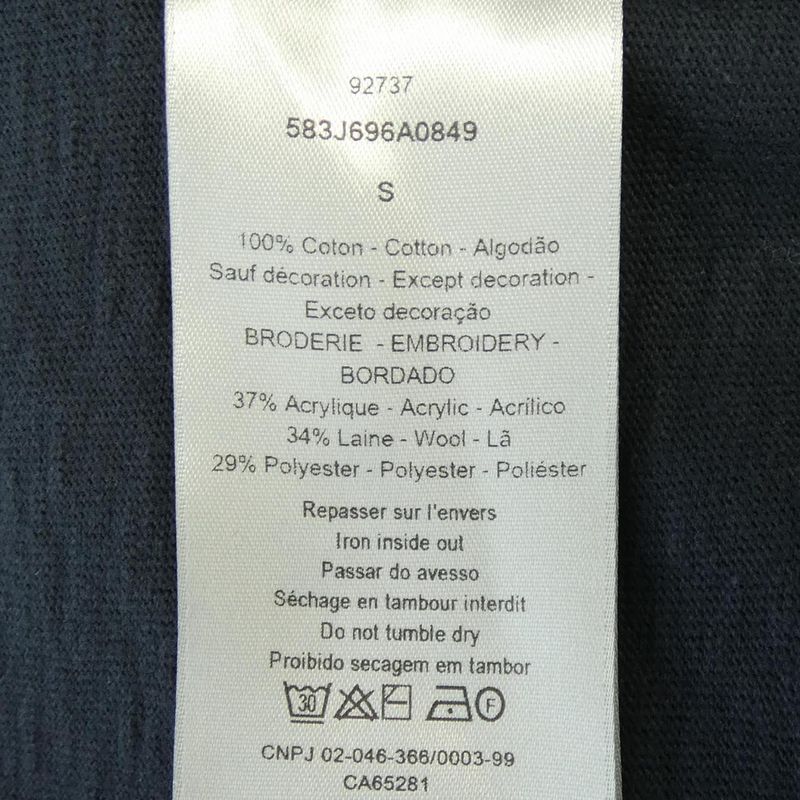 92737
583J696A0849
S
100% Coton - Cotton - Algodão
Sauf décoration - Except decoration -
Exceto decoração
BRODERIE - EMBROIDERY -
BORDADO
37% Acrylique - Acrylic - Acrílico
34% Laine - Wool - Lã
29% Polyester - Polyester - Poliéster
Repasser sur l'envers
Iron inside out
Passar do avesso
Séchage en tambour interdit
Do not tumble dry
Proibido secagem em tambor
30 F
CNPJ 02-046-366/0003-99
CA65281